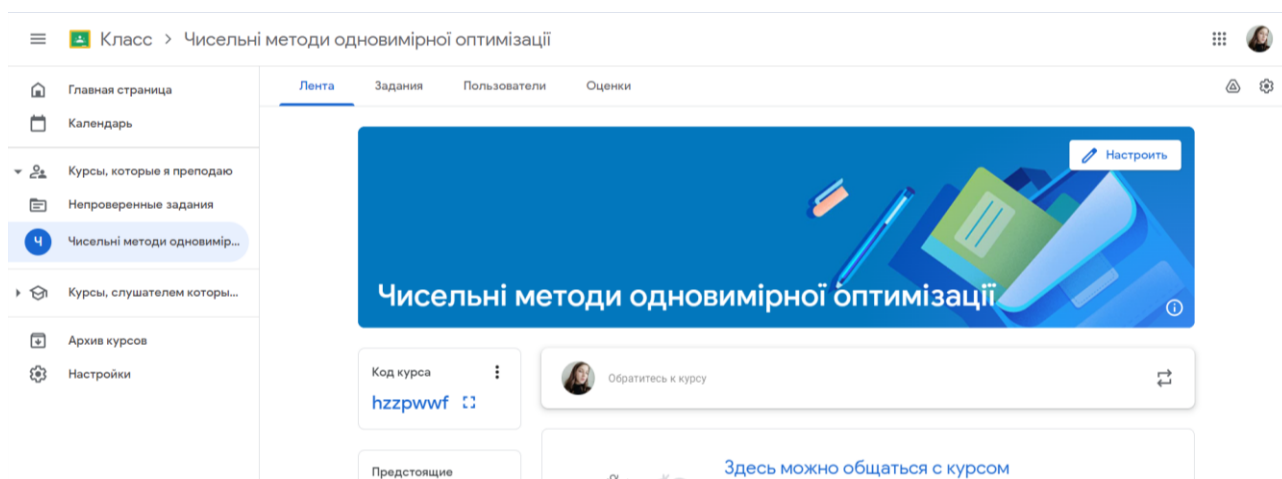 Класс > Чисельні методи одновимірної оптимізації
Главная страница
Календарь
Курсы, которые я преподаю
Непроверенные задания
Ч Чисельні методи одновимір...
Курсы, слушателем которы...
Архив курсов
Настройки
Лента Задания Пользователи Оценки
Настроить
Чисельні методи одновимірної оптимізації
Код курса
hzzpwwf
Обратитесь к курсу
Предстоящие
Здесь можно общаться с курсом